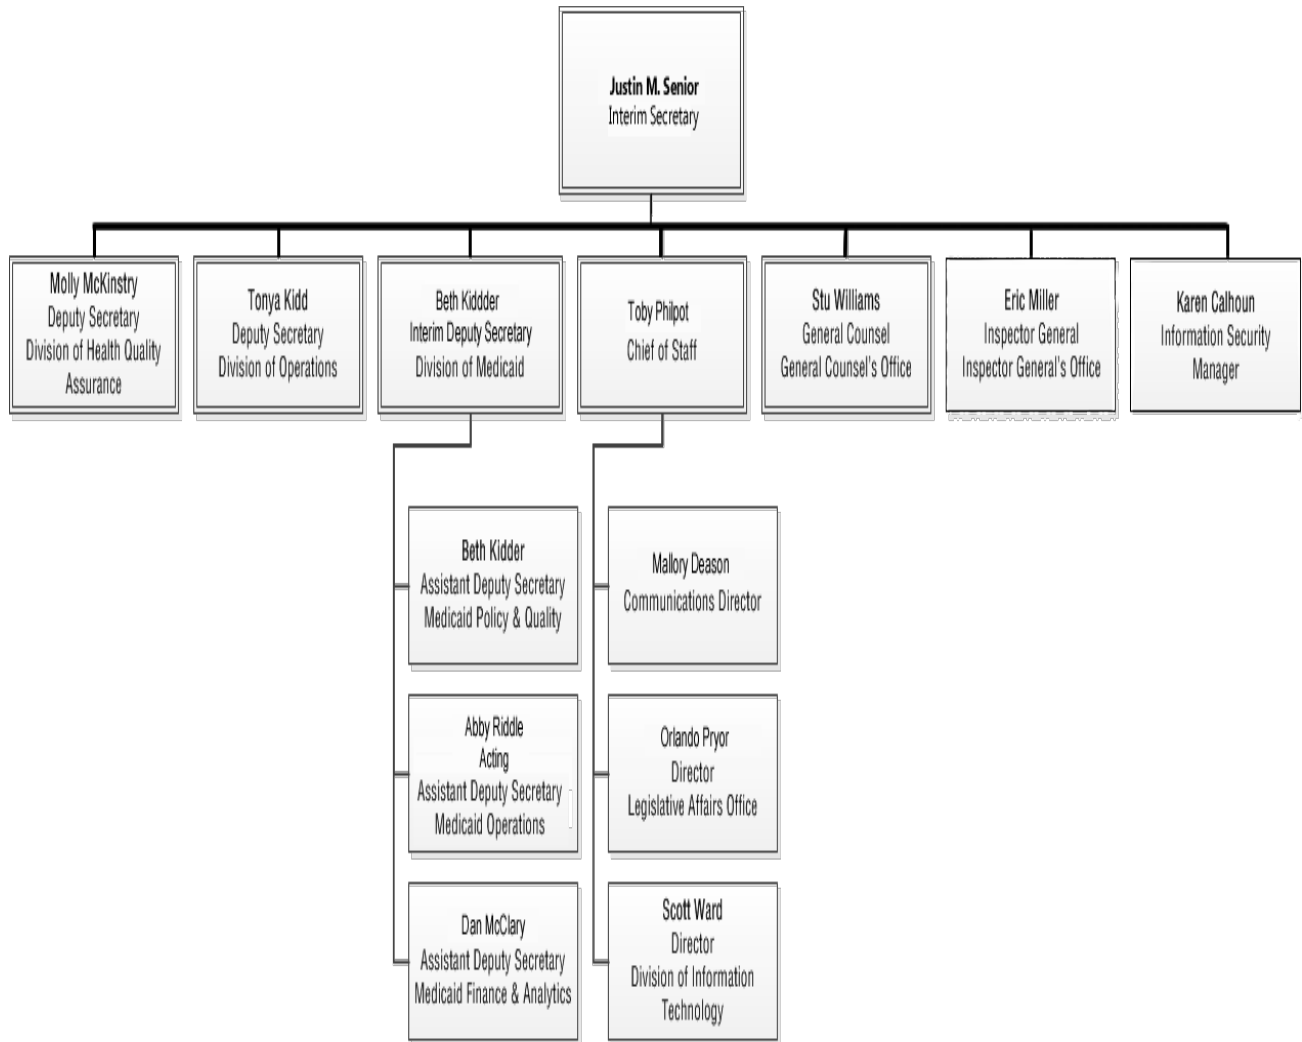 Justin M. Senior
Interim Secretary
Molly McKinstry
Deputy Secretary
Division of Health Quality
Assurance
Tonya Kidd
Deputy Secretary
Division of Operations
Beth Kiddder
Interim Deputy Secretary
Division of Medicaid
Toby Philpot
Chief of Staff
Stu Williams
General Counsel
General Counsel's Office
Eric Miller
Inspector General
Inspector General's Office
Karen Calhoun
Information Security
Manager
Beth Kidder
Assistant Deputy Secretary
Medicaid Policy & Quality
Abby Riddle
Acting
Assistant Deputy Secretary
Medicaid Operations
Dan McClary
Assistant Deputy Secretary
Medicaid Finance & Analytics
Mallory Deason
Communications Director
Orlando Pryor
Director
Legislative Affairs Office
Scott Ward
Director
Division of Information
Technology